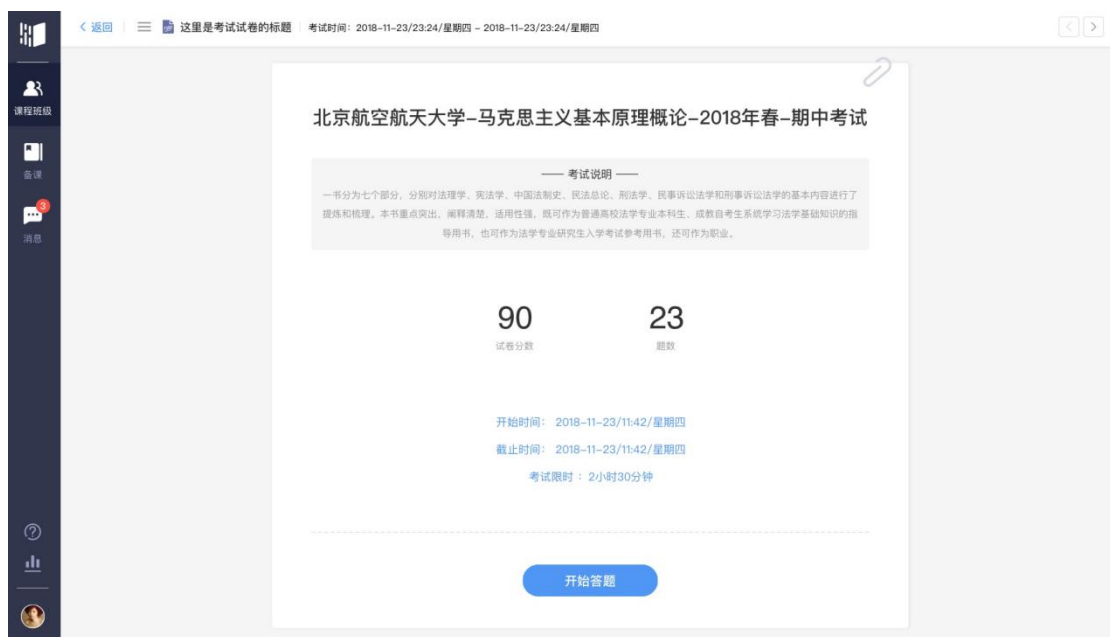 返回
这里是考试试卷的标题
考试时间：2018-11-23/23:24/星期四 - 2018-11-23/23:24/星期四
课程班级
备课
3
消息
北京航空航天大学-马克思主义基本原理概论-2018年春-期中考试
考试说明
一书分为七个部分，分别对法理学、宪法学、中国法制史、民法总论、刑法学、民事诉讼法学和刑事诉讼法学的基本内容进行了
提炼和梳理。本书重点突出，阐释清楚，适用性强，既可作为普通高校法学专业本科生、成教自考生系统学习法学基础知识的指
导用书，也可作为法学专业研究生入学考试参考用书，还可作为职业。
90 23
试卷分数 题数
开始时间： 2018-11-23/11:42/星期四
截止时间： 2018-11-23/11:42/星期四
考试限时 ：2小时30分钟
开始答题